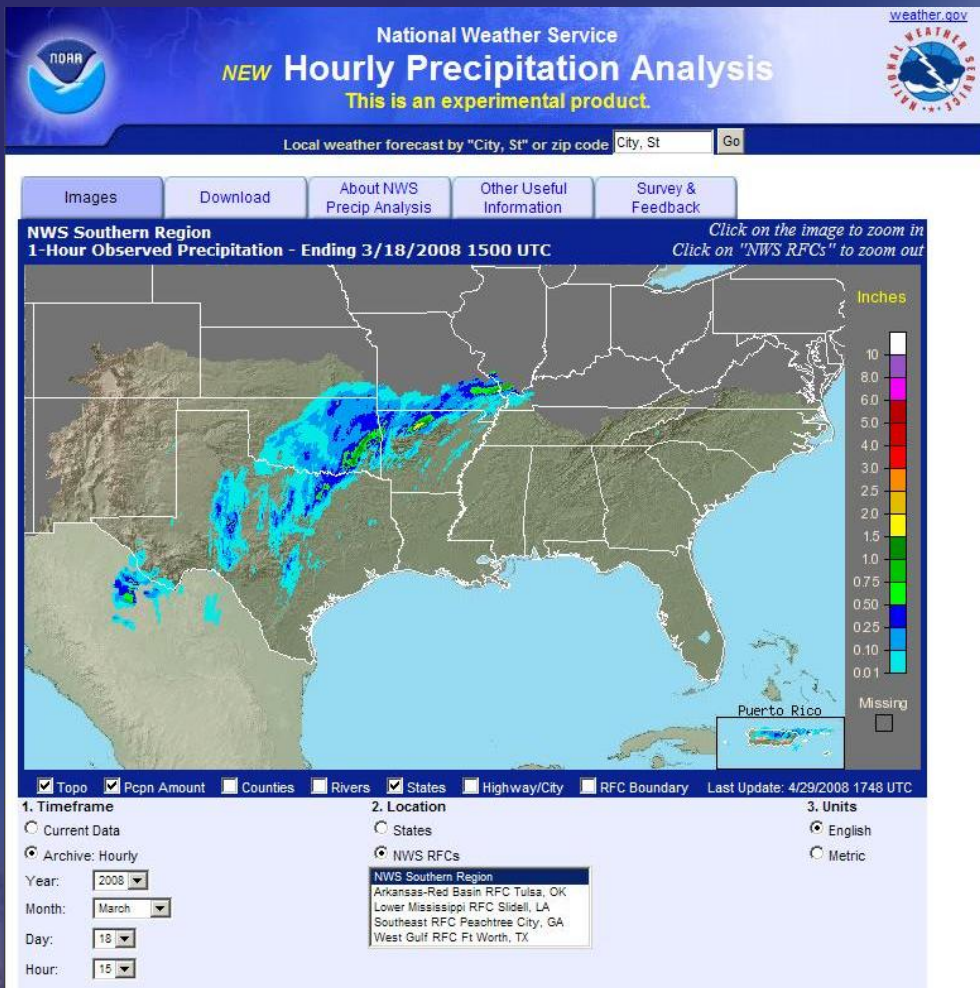 weather.gov
NOAA
National Weather Service
NEW Hourly Precipitation Analysis
This is an experimental product.
NATIONAL WEATHER SERVICE
Local weather forecast by "City, St" or zip code City, St Go
Images
Download
About NWS
Precip Analysis
Other Useful
Information
Survey &
Feedback
NWS Southern Region
1-Hour Observed Precipitation - Ending 3/18/2008 1500 UTC
Click on the image to zoom in
Click on "NWS RFCs" to zoom out
Inches
10
8.0
6.0
5.0
4.0
3.0
2.5
2.0
1.5
1.0
0.75
0.50
0.25
0.10
0.01
Missing
Puerto Rico
Topo Pcpn Amount Counties Rivers States Highway/City RFC Boundary Last Update: 4/29/2008 1748 UTC
1. Timeframe
Current Data
Archive: Hourly
Year: 2008
Month: March
Day: 18
Hour: 15
2. Location
States
NWS RFCs
NWS Southern Region
Arkansas-Red Basin RFC Tulsa, OK
Lower Mississippi RFC Slidell, LA
Southeast RFC Peachtree City, GA
West Gulf RFC Ft Worth, TX
3. Units
English
Metric